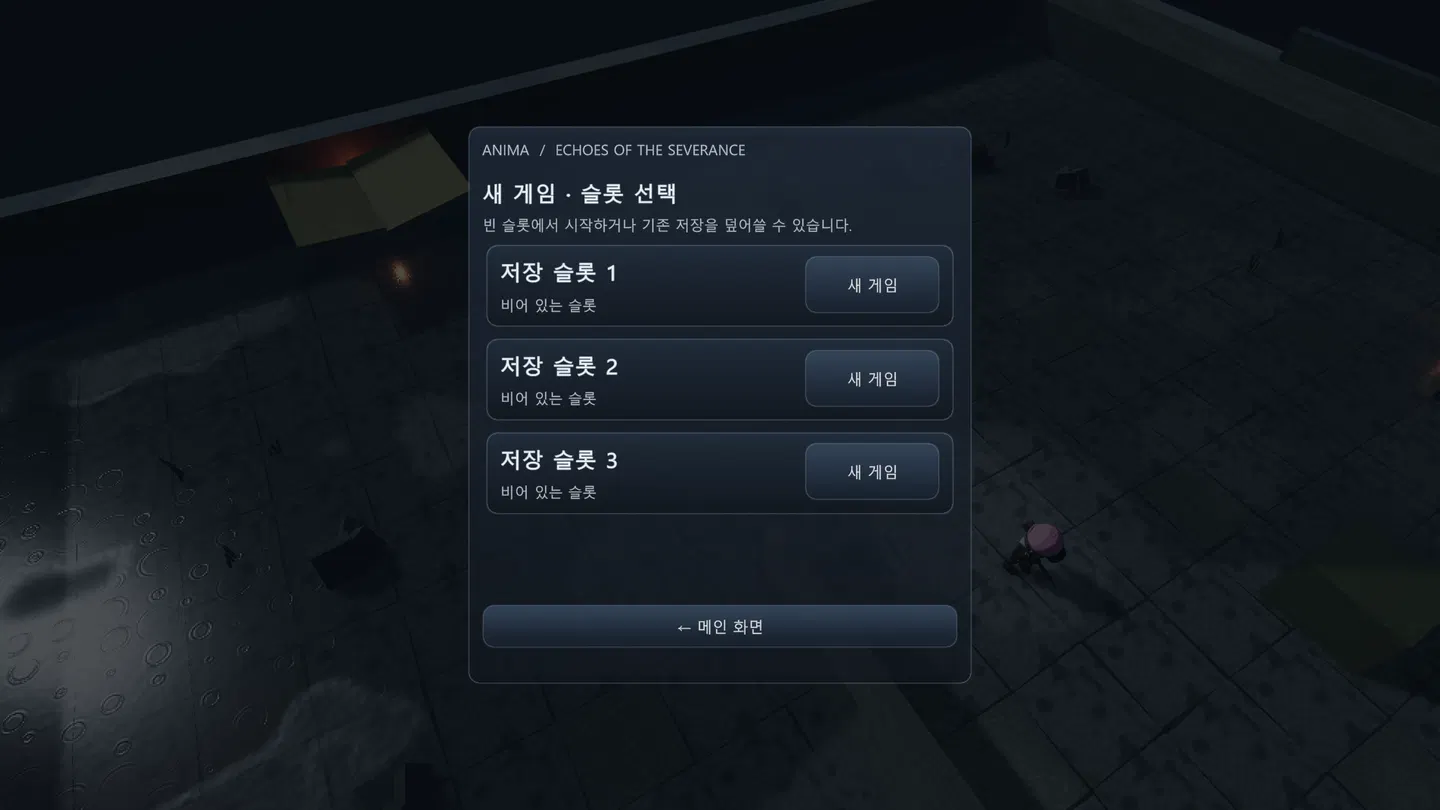 ANIMA / ECHOES OF THE SEVERANCE
새 게임 · 슬롯 선택
빈 슬롯에서 시작하거나 기존 저장을 덮어쓸 수 있습니다.
저장 슬롯 1
비어 있는 슬롯
새 게임
저장 슬롯 2
비어 있는 슬롯
새 게임
저장 슬롯 3
비어 있는 슬롯
새 게임
← 메인 화면